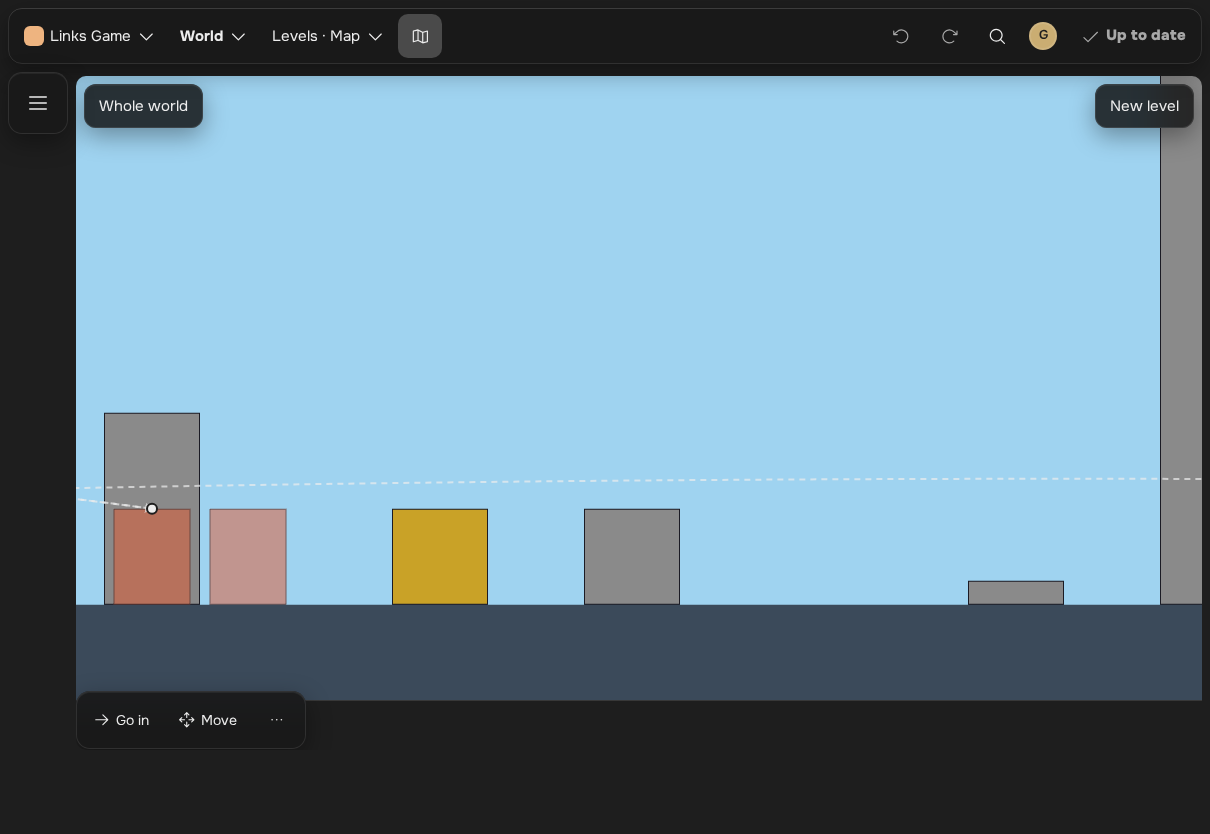 Links Game
World
Levels · Map
G
Up to date
Whole world
New level
Go in
Move